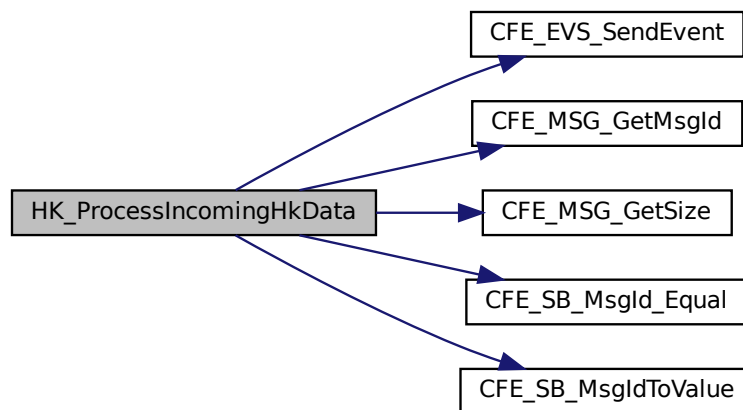 CFE_EVS_SendEvent
CFE_MSG_GetMsgId
HK_ProcessIncomingHkData
CFE_MSG_GetSize
CFE_SB_MsgId_Equal
CFE_SB_MsgIdToValue